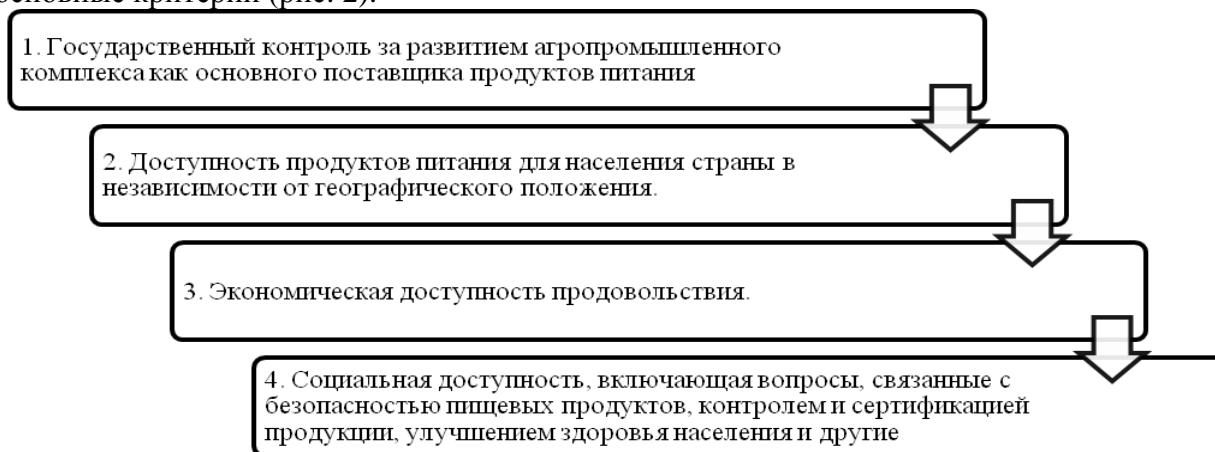 основные критерии (рис. 2).
1. Государственный контроль за развитием агропромышленного
комплекса как основного поставщика продуктов питания
2. Доступность продуктов питания для населения страны в
независимости от географического положения.
3. Экономическая доступность продовольствия.
4. Социальная доступность, включающая вопросы, связанные с
безопасностью пищевых продуктов, контролем и сертификацией
продукции, улучшением здоровья населения и другие